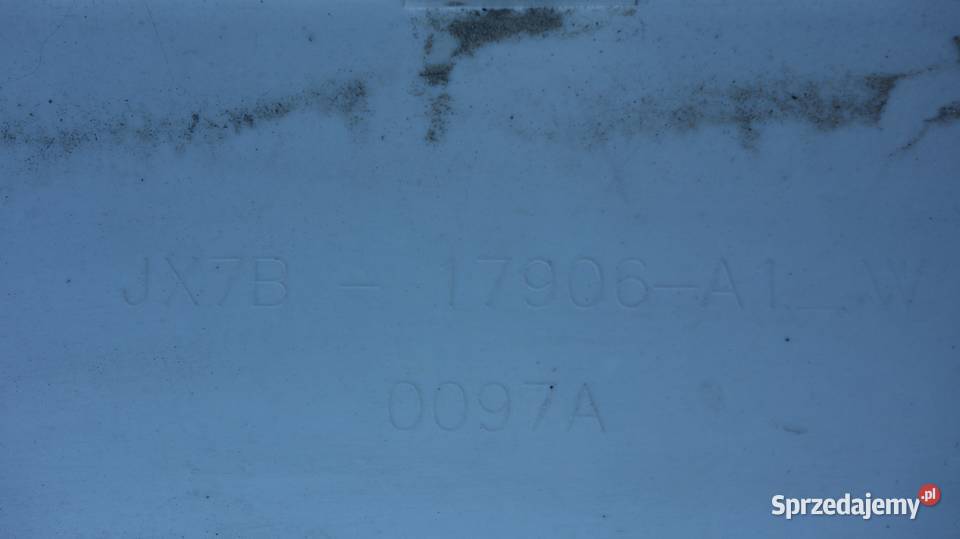 JX7B - 17906-A1_W
0097A
Sprzedajemy.pl